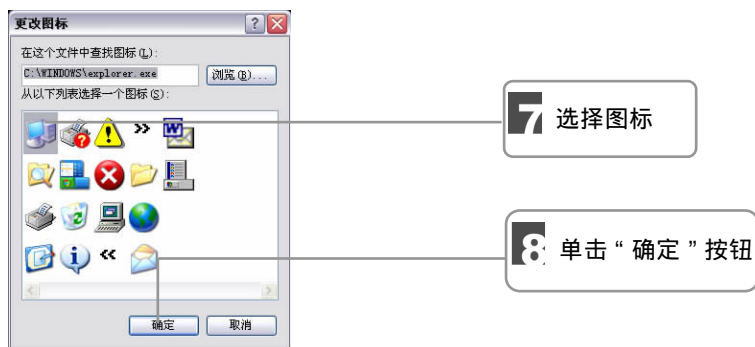 更改图标
在这个文件中查找图标(L):
C:\WINDOWS\explorer.exe
浏览(B)...
从以下列表选择一个图标(S):
确定 取消
7 选择图标
8 单击“确定”按钮